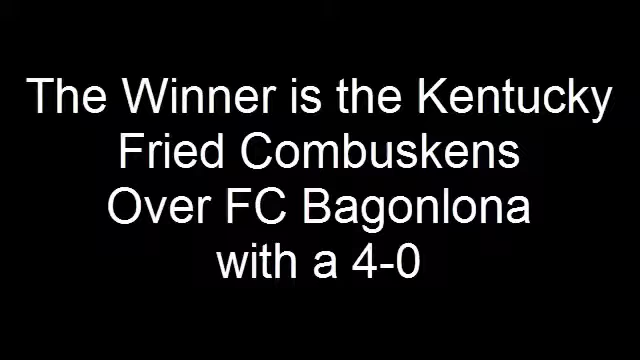 The Winner is the Kentucky
Fried Combuskens
Over FC Bagonlona
with a 4-0